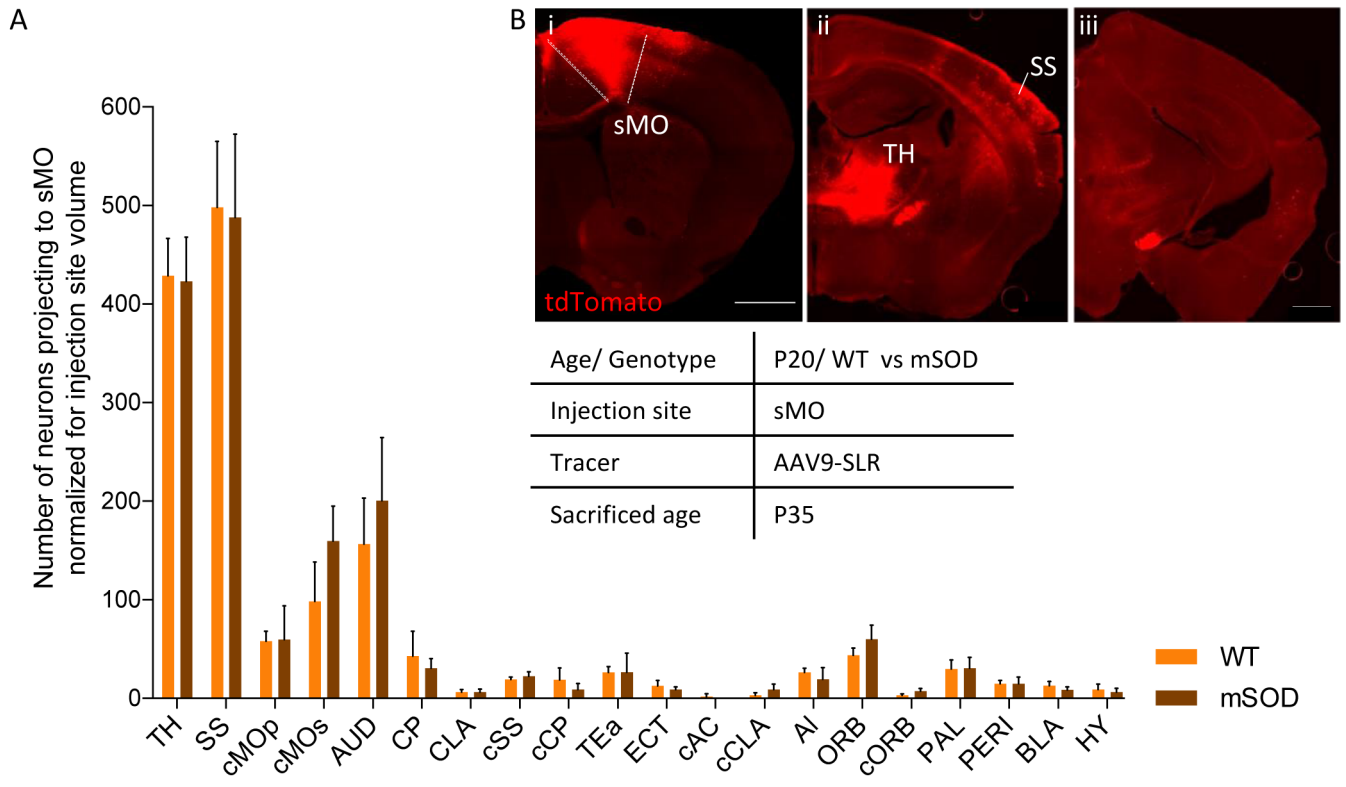 A
Number of neurons projecting to sMO
normalized for injection site volume
600
500
400
300
200
100
0
TH
SS
cMOp
cMOs
AUD
CP
CLA
cSS
cCP
TEa
ECT
cAC
cCLA
AI
ORB
cORB
PAL
PERI
BLA
HY
WT
mSOD
B
i
sMO
tdTomato
ii
SS
TH
iii
Age/ Genotype P20/ WT vs mSOD
Injection site sMO
Tracer AAV9-SLR
Sacrificed age P35